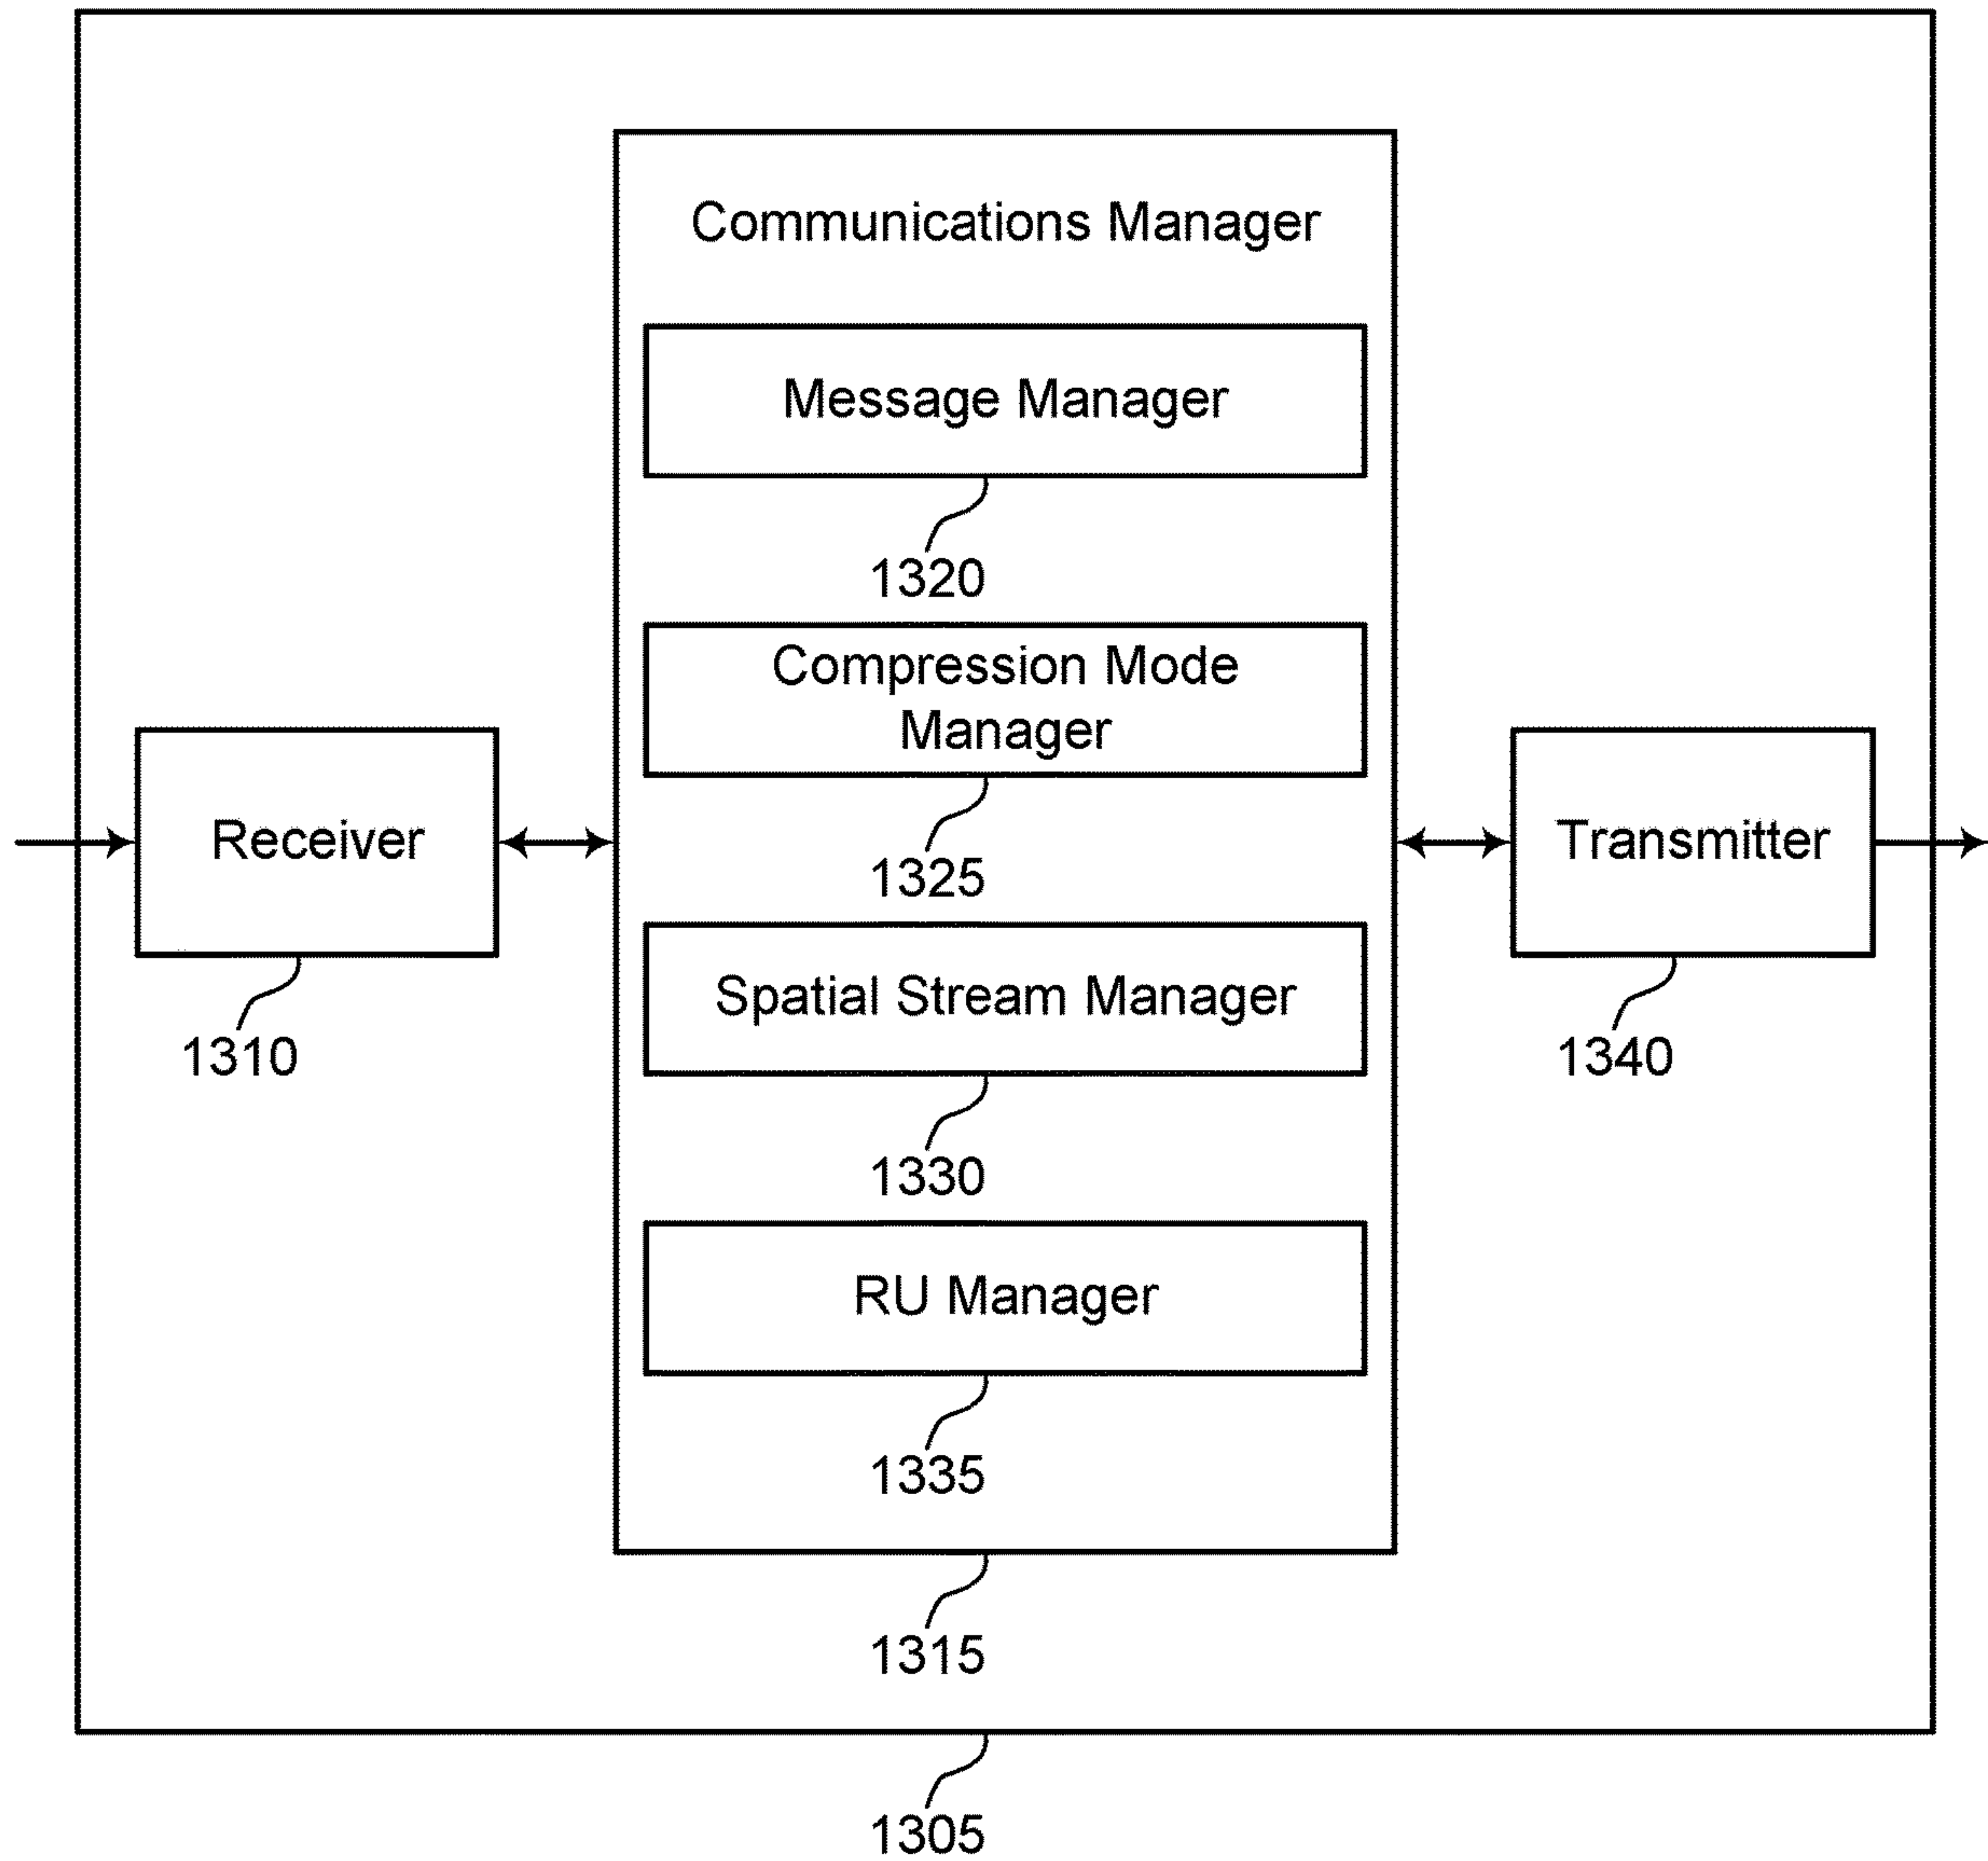 Communications Manager
Message Manager
1320
Compression Mode
Manager
1325
Receiver
1310
Spatial Stream Manager
1330
Transmitter
1340
RU Manager
1335
1315
1305